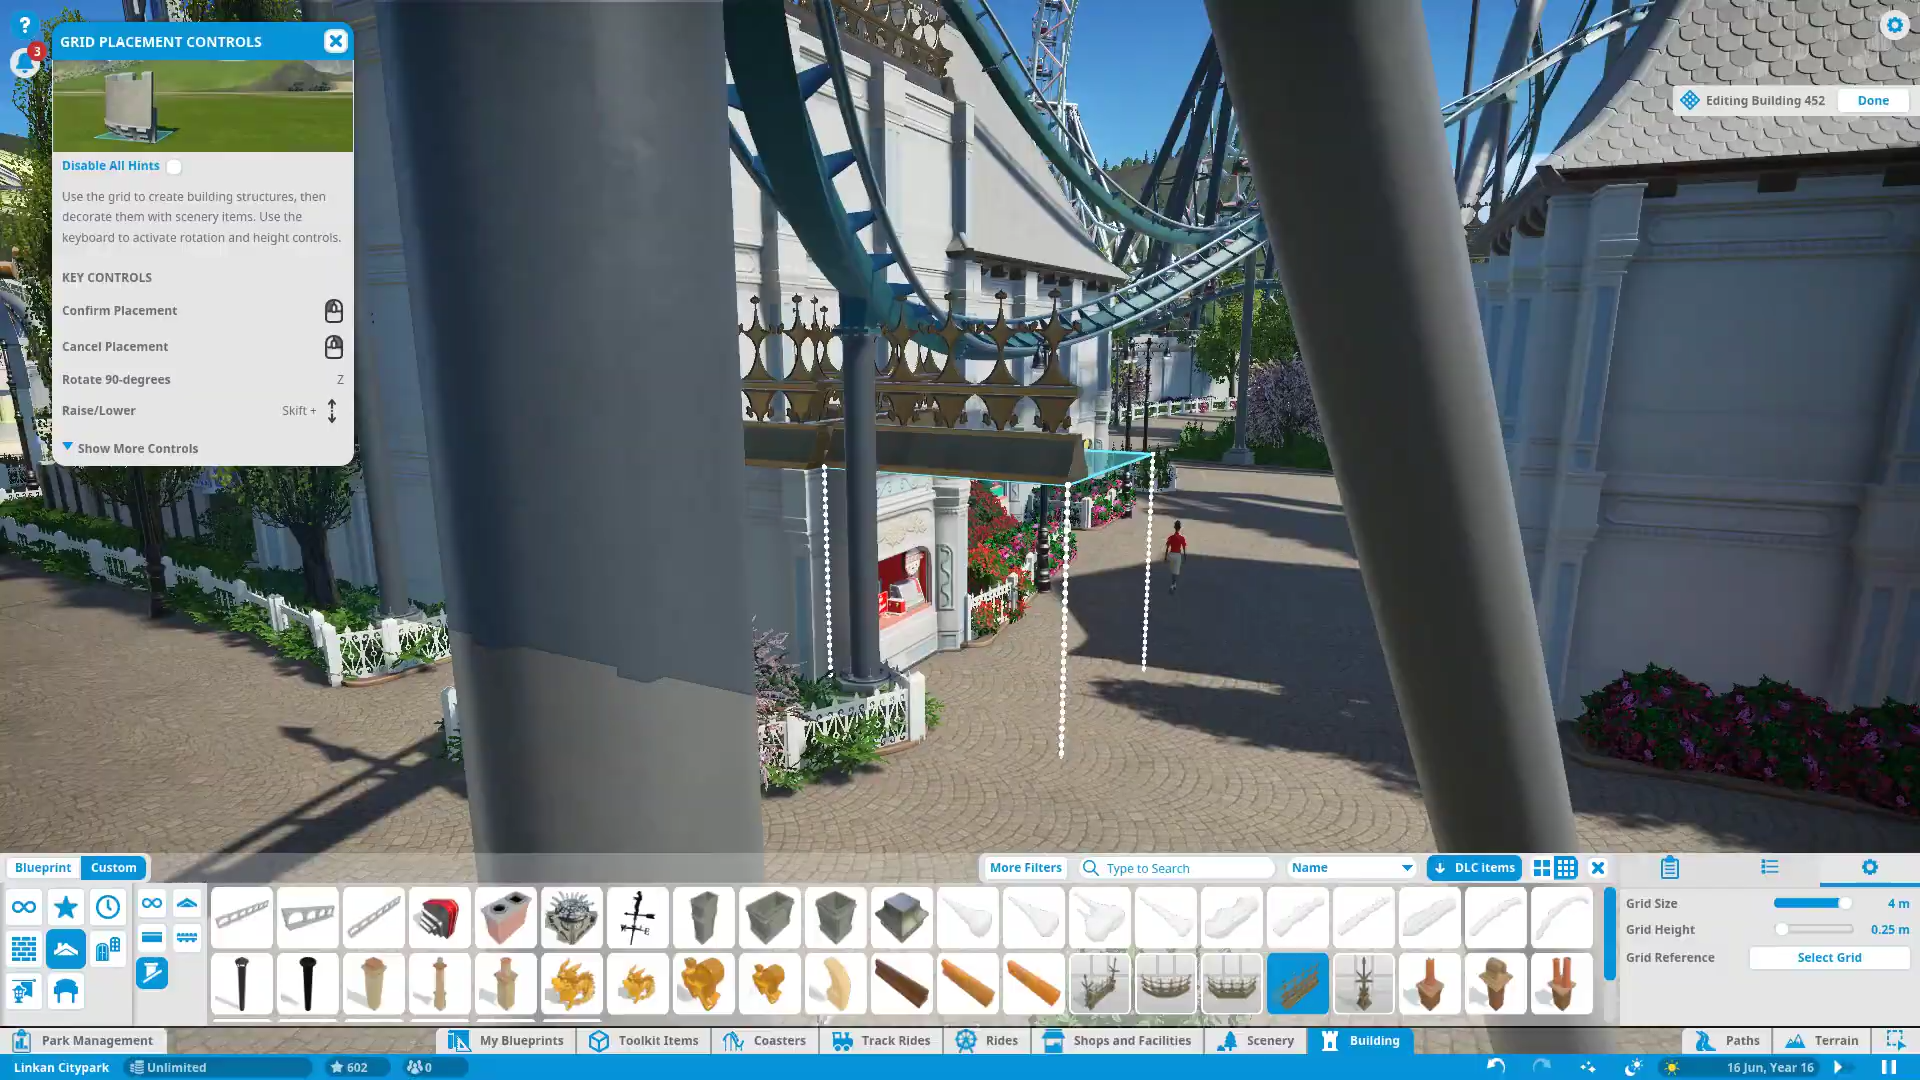 ?
3
GRID PLACEMENT CONTROLS
Disable All Hints
Use the grid to create building structures, then
decorate them with scenery items. Use the
keyboard to activate rotation and height controls.
KEY CONTROLS
Confirm Placement
Cancel Placement
Rotate 90-degrees Z
Raise/Lower Skift +
Show More Controls
Editing Building 452 Done
Blueprint Custom
More Filters Type to Search Name DLC items
Grid Size 4 m
Grid Height 0.25 m
Grid Reference Select Grid
Park Management My Blueprints Toolkit Items Coasters Track Rides Rides Shops and Facilities Scenery Building Paths Terrain
Linkan Citypark Unlimited 602 0 16 Jun, Year 16